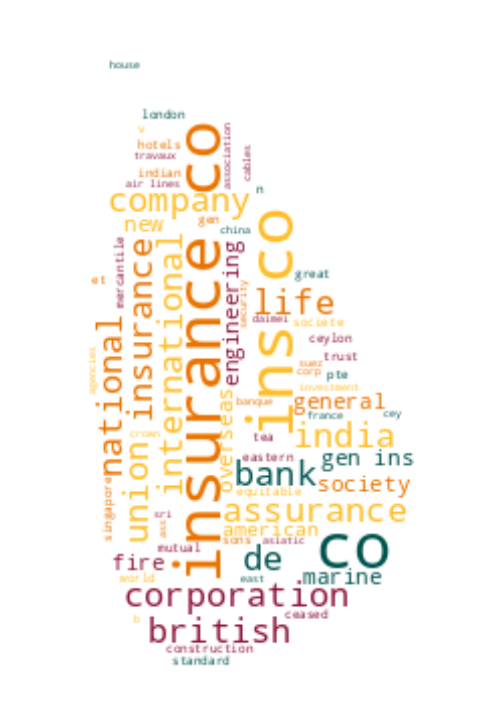 house
london
v
hotels
travaux
association
cables
indian
air lines
n
company
insurance co
gen
new
china
ins co
mercantile
insurance
international
engineering
et
great
security
life
daimei
societe
national
ceylon
trust
agencies
suez
corp
pte
investment
overseas
banque
general
france
cey
crown
union
tea
india
eastern
gen ins
bank
singapore
equitable
society
sri
assurance
ass
american
sons
asiatic
co
mutual
fire
de
world
east
marine
corporation
b
ceased
british
construction
standard